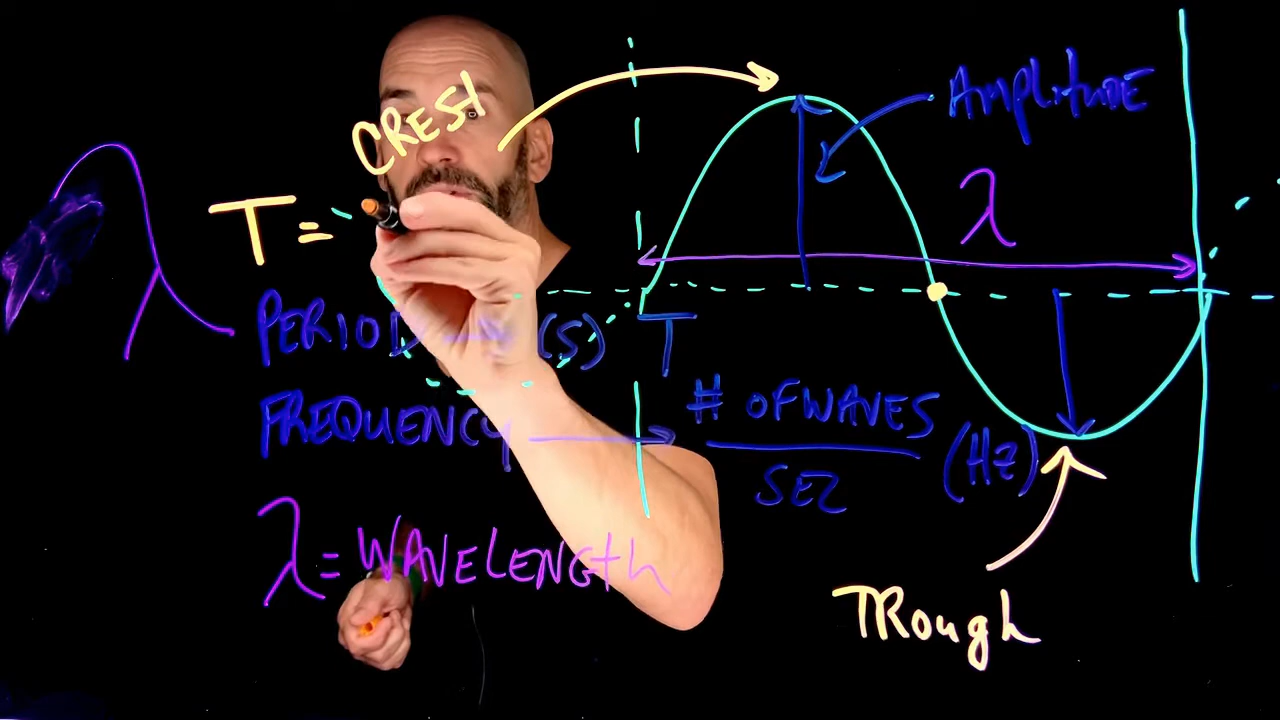 CREST
AmplitUDE
λ
T =
λ
PERIOD (S)
T
FREQUENCY
# OF WAVES
SEC
(HZ)
λ = WAVELENGth
TRough